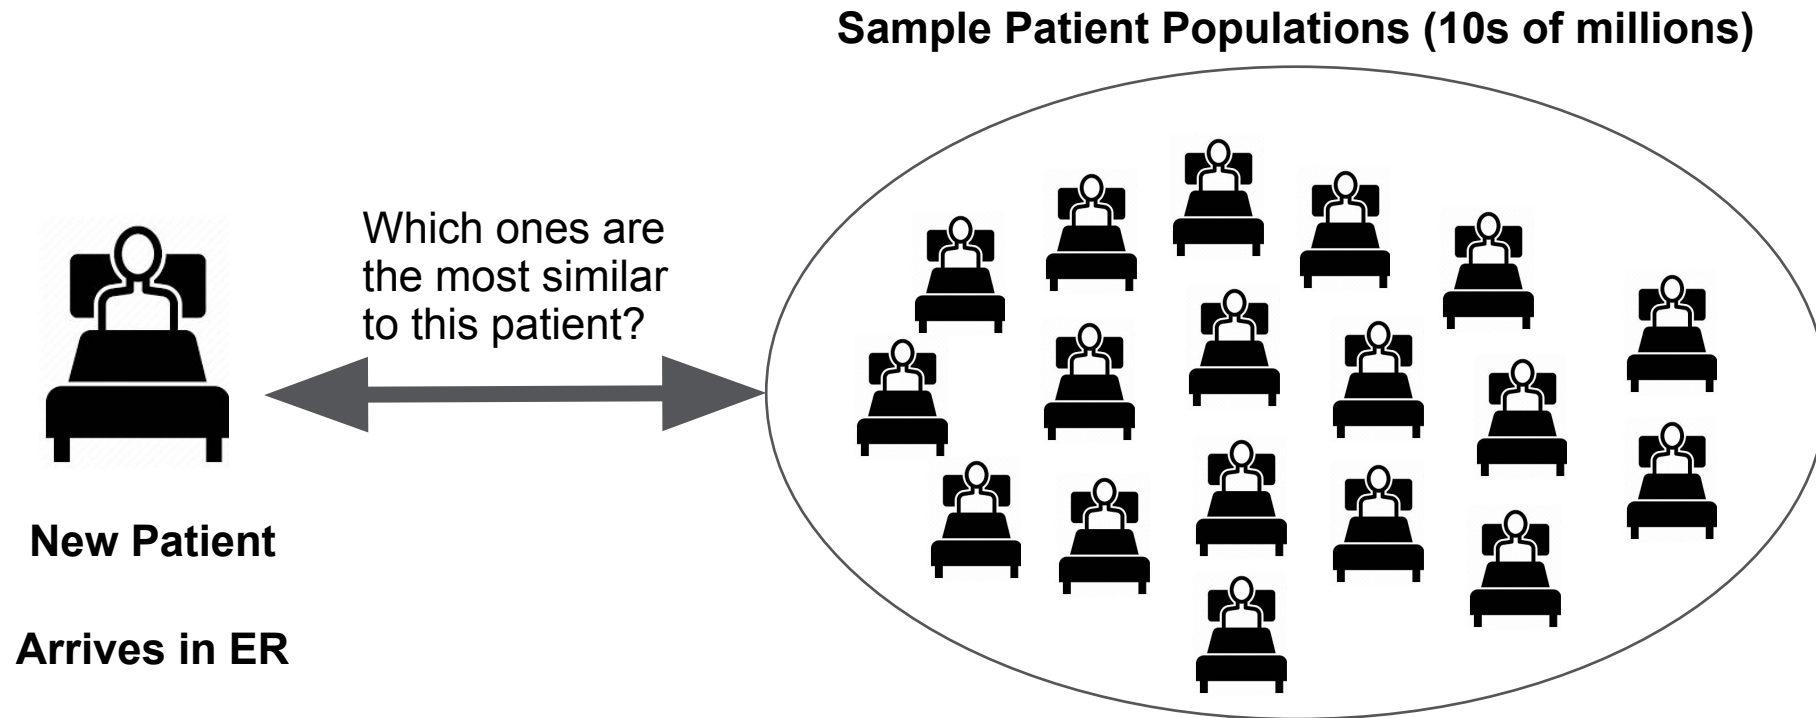 Sample Patient Populations (10s of millions)
Which ones are
the most similar
to this patient?
New Patient
Arrives in ER